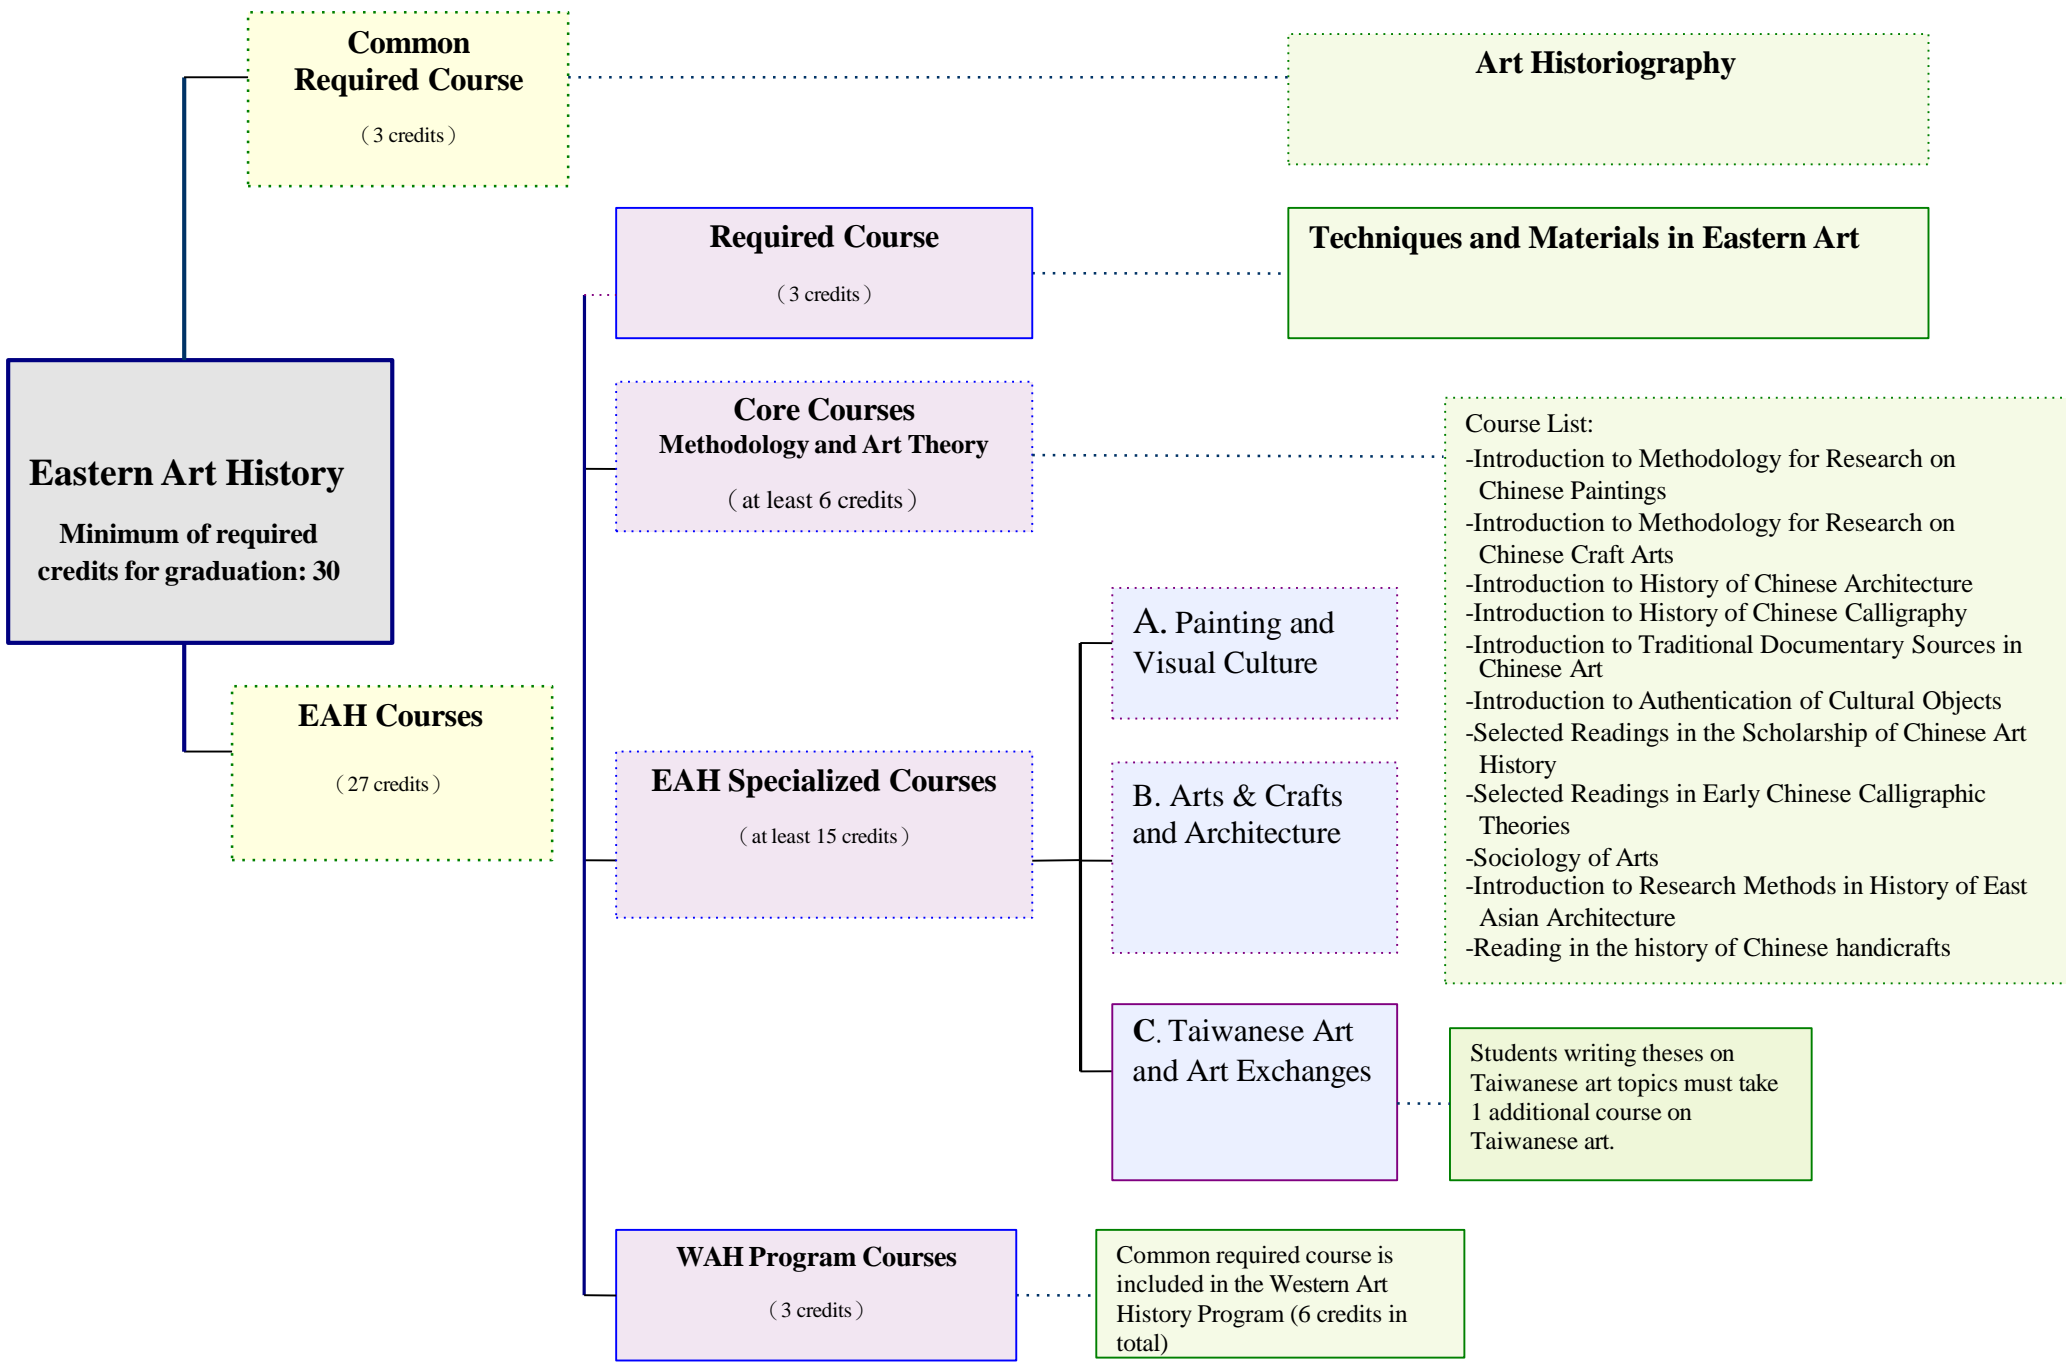 Common
Required Course
（3 credits）
Art Historiography
Required Course
（3 credits）
Techniques and Materials in Eastern Art
Eastern Art History
Minimum of required
credits for graduation: 30
Core Courses
Methodology and Art Theory
（at least 6 credits）
Course List:
-Introduction to Methodology for Research on
Chinese Paintings
-Introduction to Methodology for Research on
Chinese Craft Arts
-Introduction to History of Chinese Architecture
-Introduction to History of Chinese Calligraphy
-Introduction to Traditional Documentary Sources in
Chinese Art
-Introduction to Authentication of Cultural Objects
-Selected Readings in the Scholarship of Chinese Art
History
-Selected Readings in Early Chinese Calligraphic
Theories
-Sociology of Arts
-Introduction to Research Methods in History of East
Asian Architecture
-Reading in the history of Chinese handicrafts
EAH Courses
（27 credits）
EAH Specialized Courses
（at least 15 credits）
A. Painting and
Visual Culture
B. Arts & Crafts
and Architecture
C. Taiwanese Art
and Art Exchanges
Students writing theses on
Taiwanese art topics must take
1 additional course on
Taiwanese art.
WAH Program Courses
（3 credits）
Common required course is
included in the Western Art
History Program (6 credits in
total)